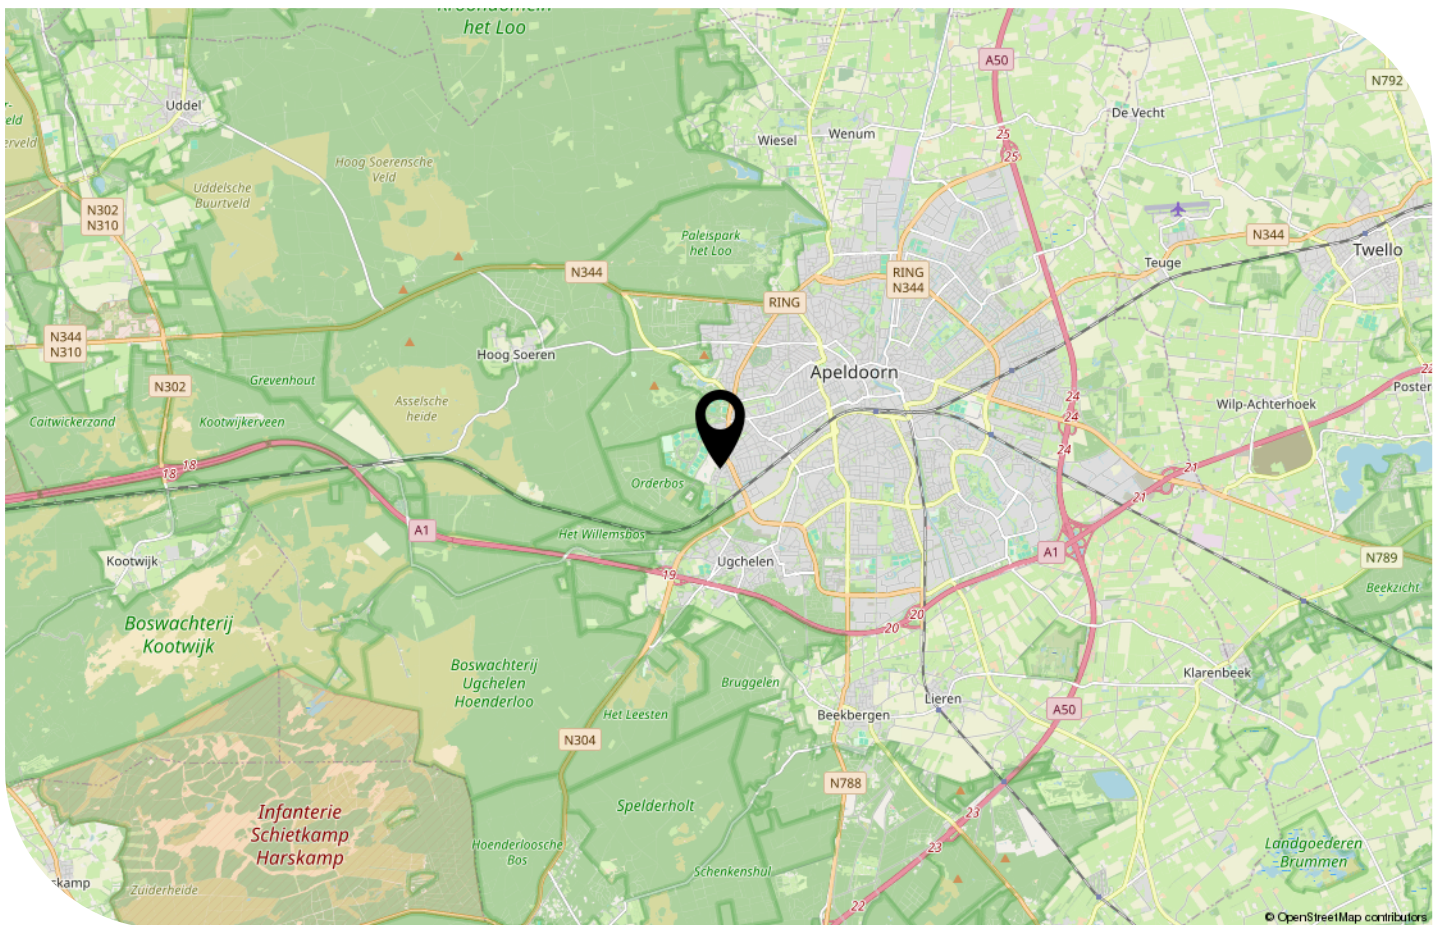 het Loo
A50
N792
Uddel
De Vecht
25
Wiesel
Wenum
25
Hoog Soerensche
Veld
Uddelsche
Buurtveld
N302
N310
N344
Twello
Paleispark
het Loo
Teuge
N344
RING
N344
RING
N344
N310
Hoog Soeren
Apeldoorn
Grevenhout
N302
Poster
24
Asselsche
heide
Wilp-Achterhoek
Caitwickerzand
Kootwijkerveen
24
24
18
18
21
Orderbos
21
A1
Het Willemsbos
A1
Kootwijk
Ugchelen
N789
19
Beekzicht
20
20
Boswachterij
Kootwijk
Boswachterij
Ugchelen
Hoenderloo
Klarenbeek
Bruggelen
Lieren
Het Leesten
Beekbergen
A50
N304
N788
Spelderholt
Infanterie
Schietkamp
Harskamp
23
23
Hoenderloosche
Bos
Landgoederen
Brummen
Schenkenshul
skamp
Zuiderheide
22
© OpenStreetMap contributors